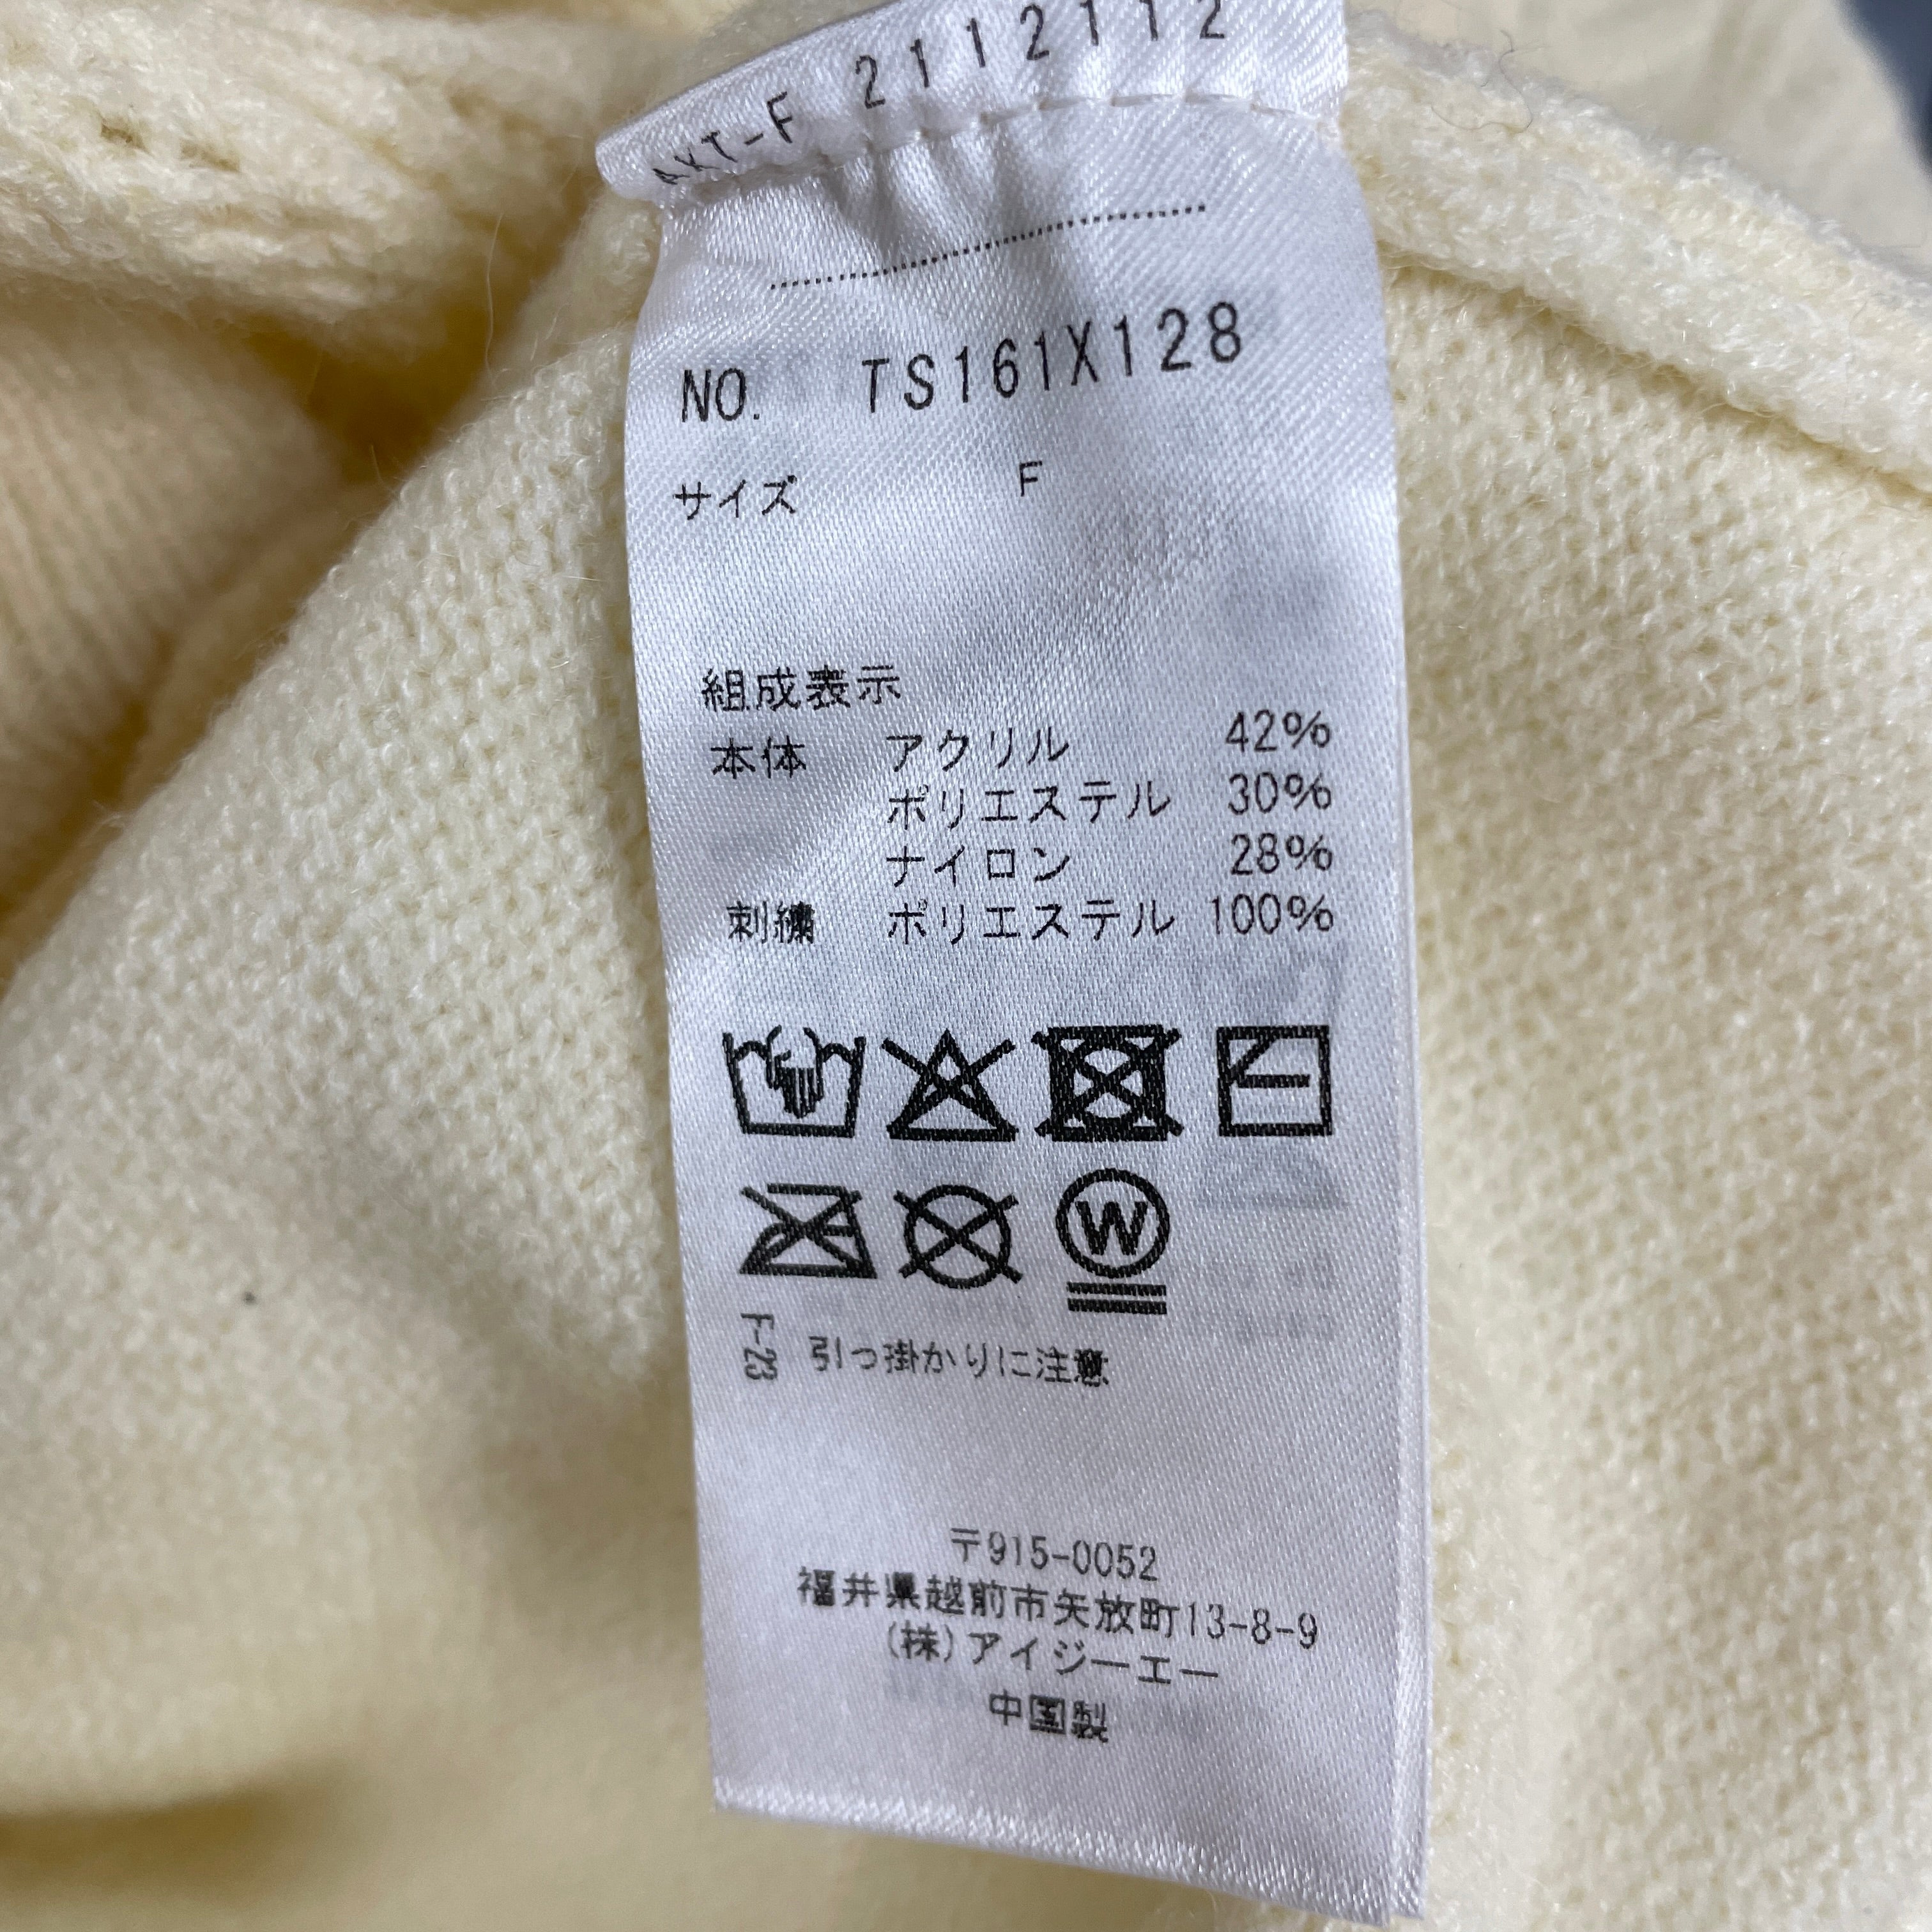 AKT-F 2112112
NO. TS161X128
サイズ F
組成表示
本体 アクリル 42%
ポリエステル 30%
ナイロン 28%
刺繍 ポリエステル 100%
W
F-23 引っ掛かりに注意
〒915-0052
福井県越前市矢放町13-8-9
(株)アイジーエー
中国製